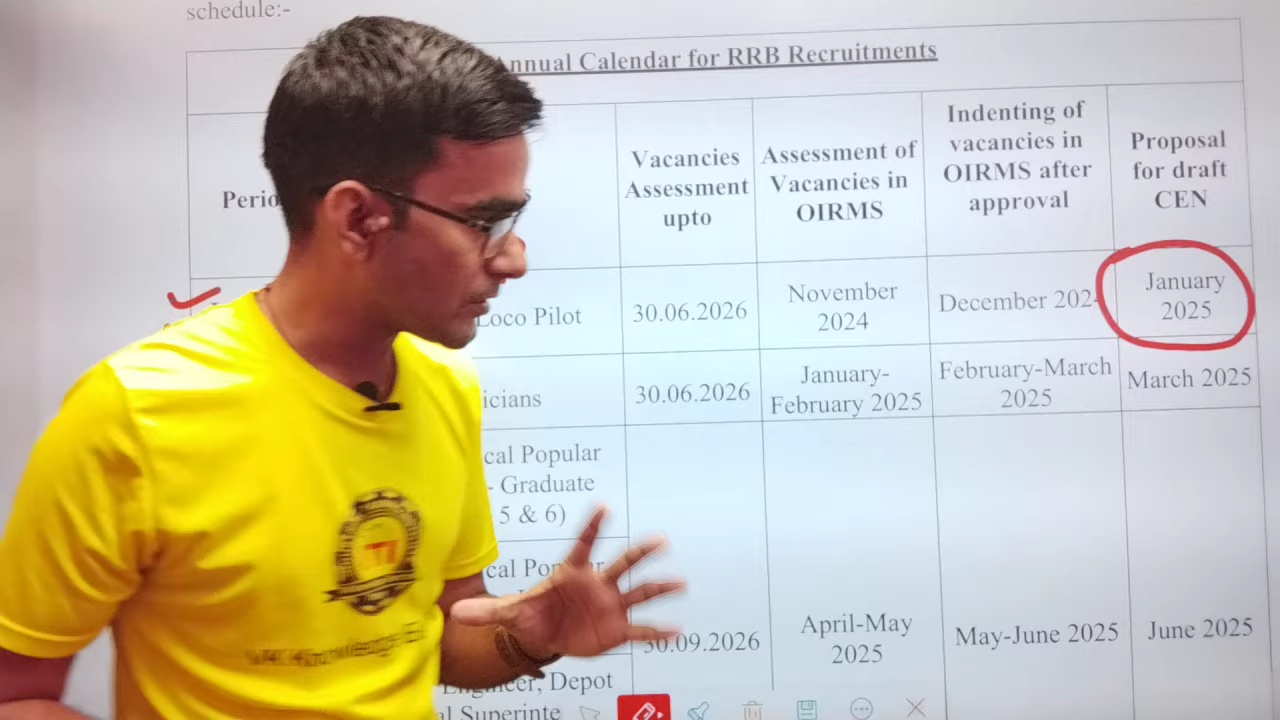 schedule:-
Annual Calendar for RRB Recruitments
Vacancies
Assessment
upto
Assessment of
Vacancies in
OIRMS
Indenting of
vacancies in
OIRMS after
approval
Proposal
for draft
CEN
Perio
Loco Pilot
30.06.2026
November
2024
December 202
January
2025
icians
30.06.2026
January-
February 2025
February-March
2025
March 2025
cal Popular
- Graduate
5 & 6)
cal Popular
30.09.2026
April-May
2025
May-June 2025
June 2025
Engineer, Depot
al Superinte